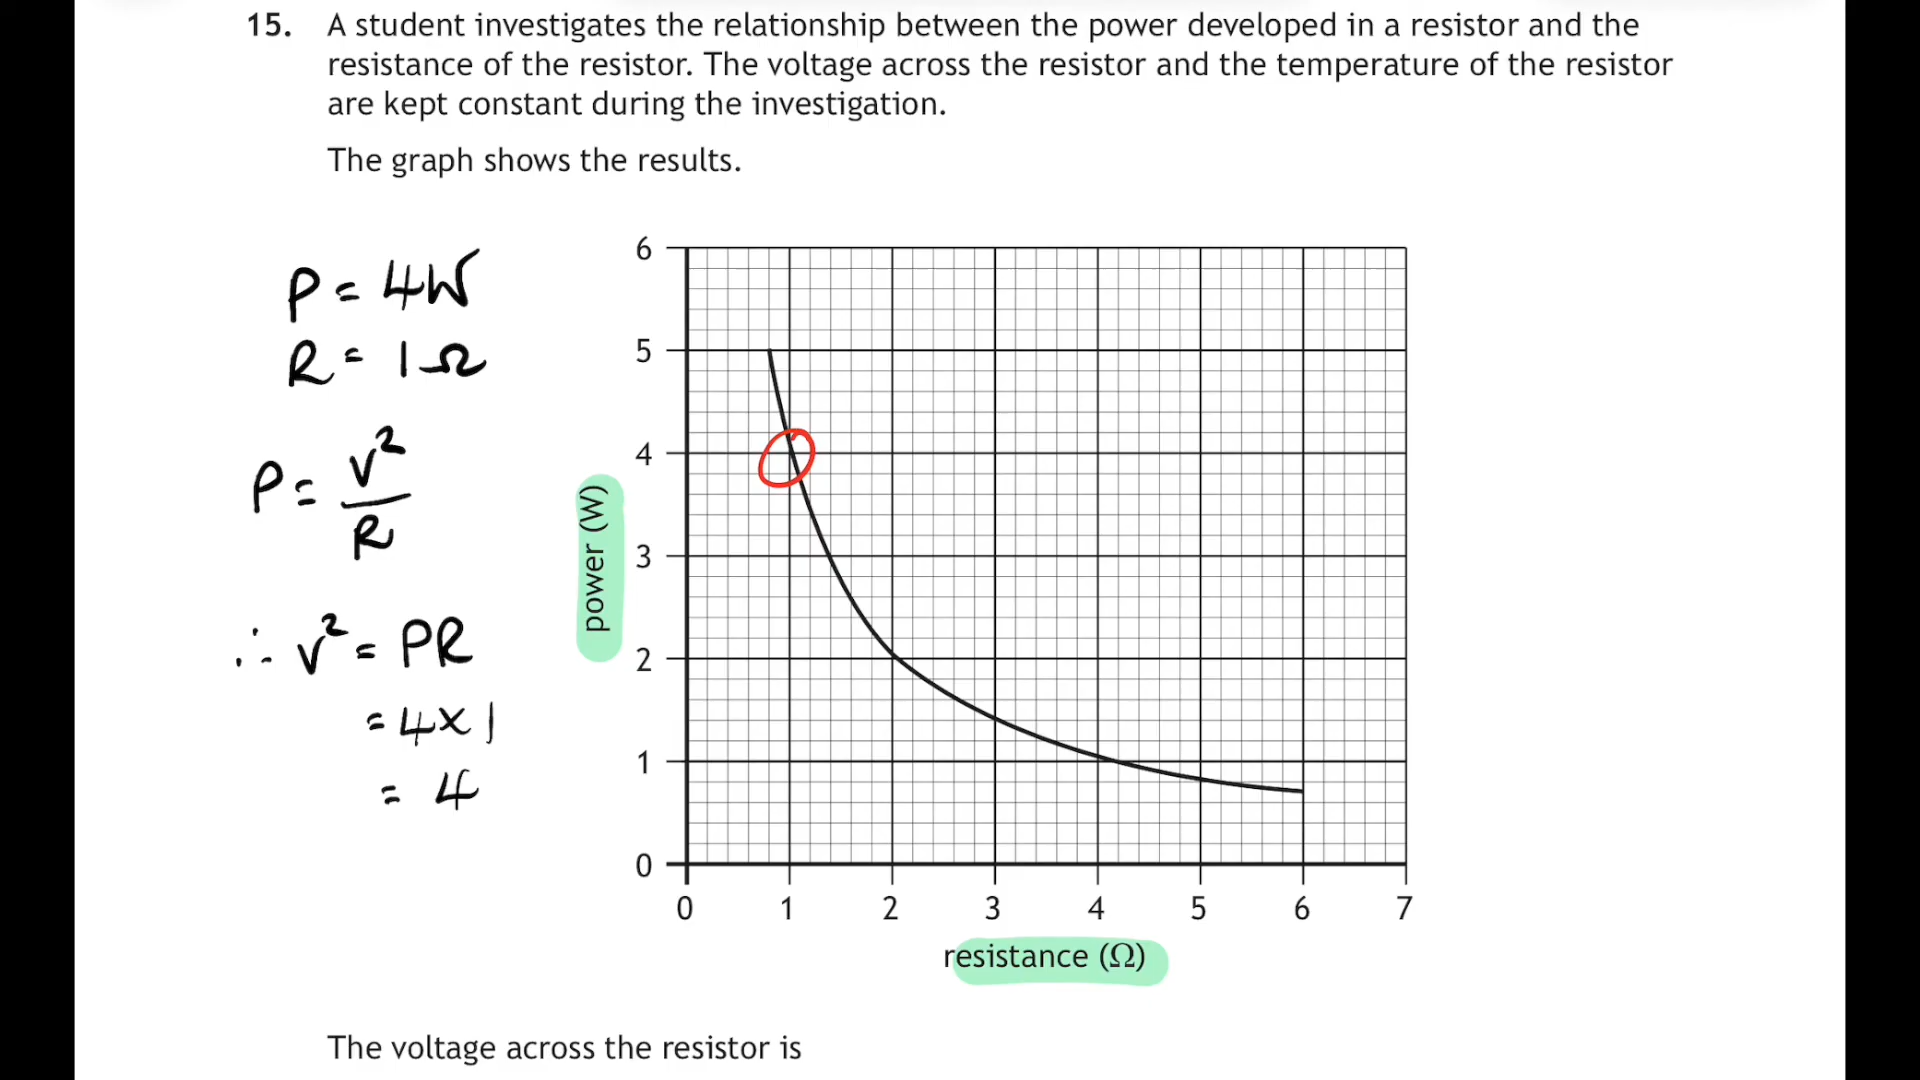 15. A student investigates the relationship between the power developed in a resistor and the
resistance of the resistor. The voltage across the resistor and the temperature of the resistor
are kept constant during the investigation.
The graph shows the results.
P = 4W
R = 1Ω
P = V²/R
∴ V² = PR
= 4 x 1
= 4
power (W)
6
5
4
3
2
1
0
0 1 2 3 4 5 6 7
resistance (Ω)
The voltage across the resistor is